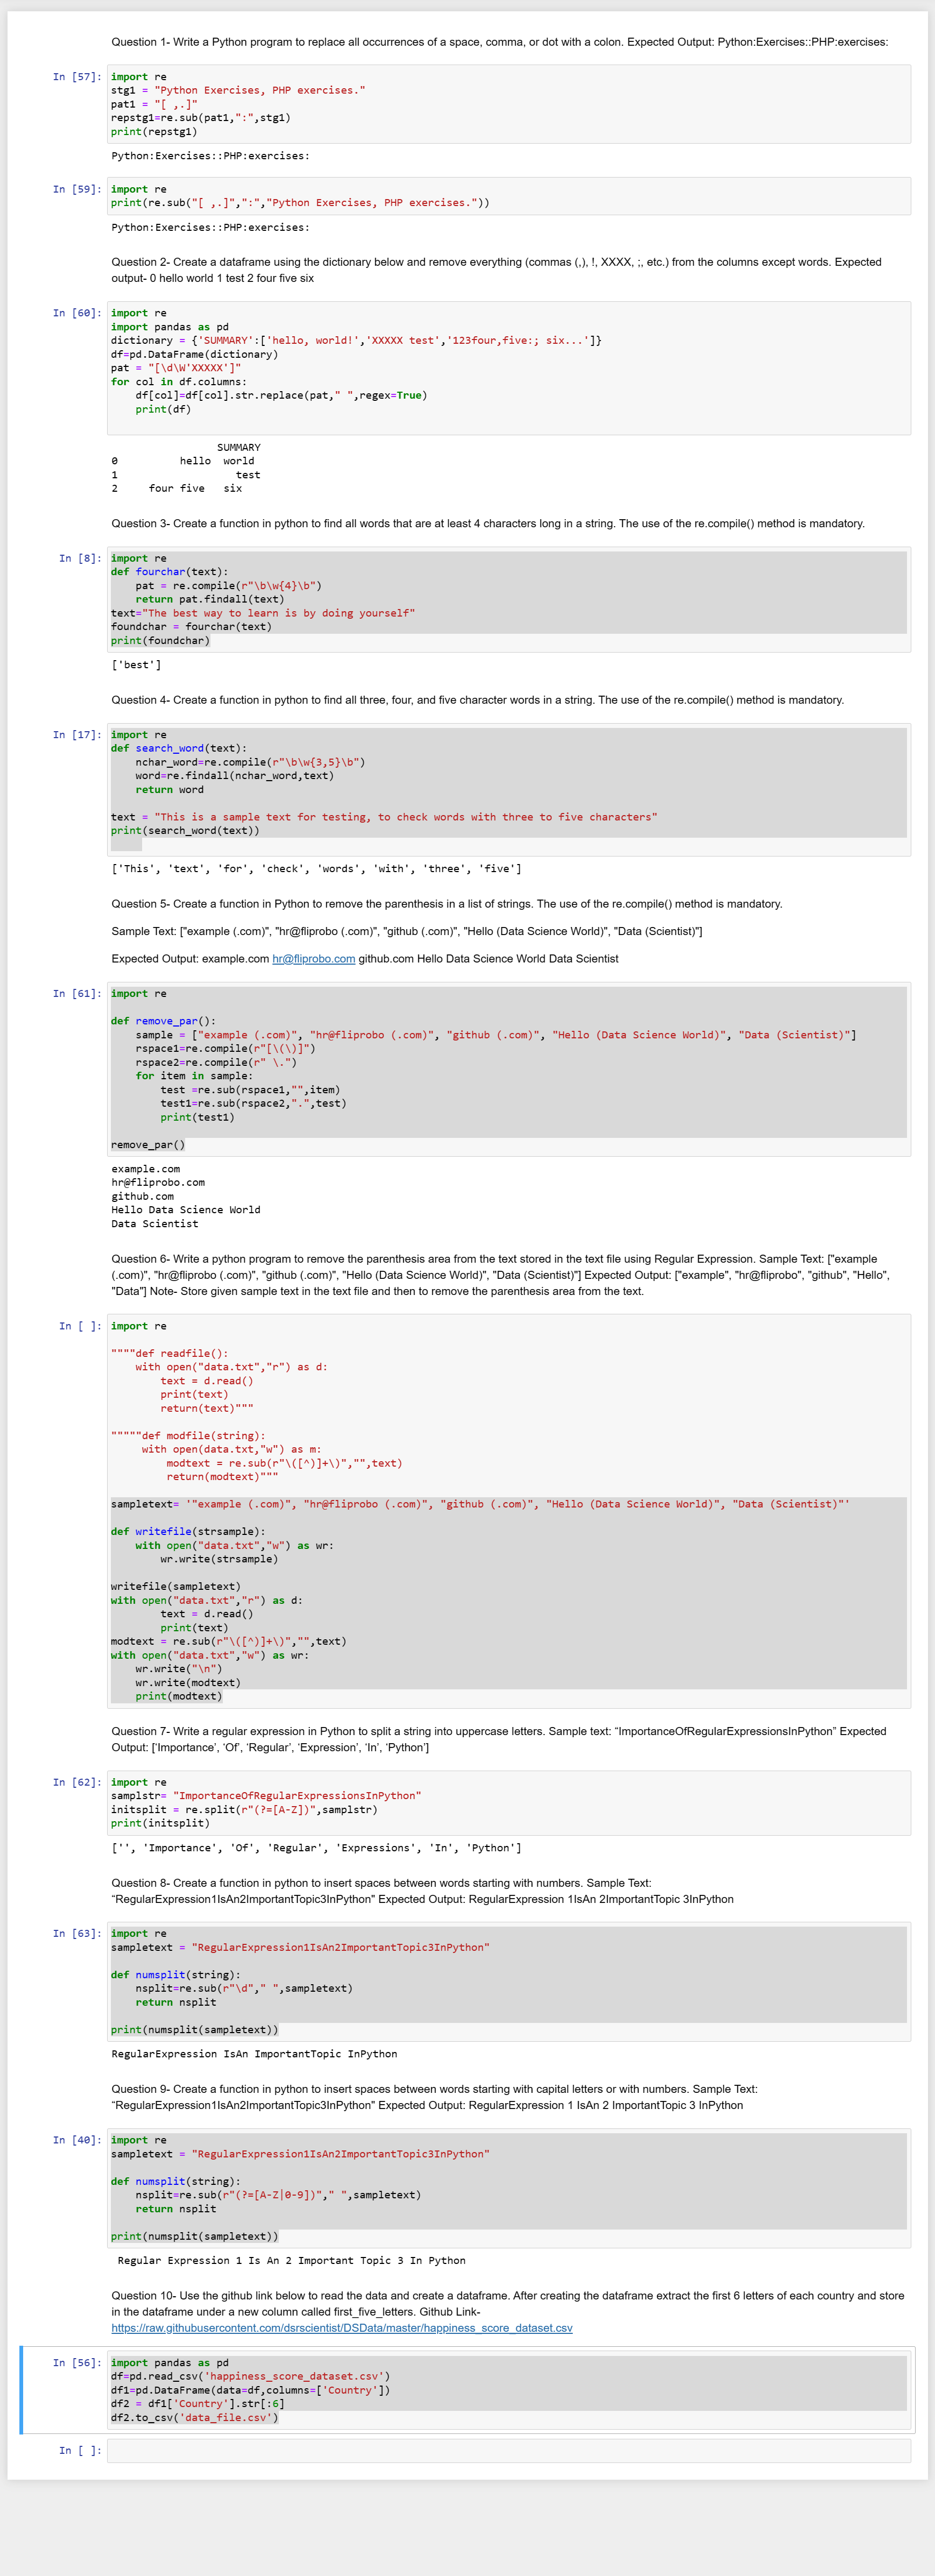 Question 1- Write a Python program to replace all occurrences of a space, comma, or dot with a colon. Expected Output: Python:Exercises::PHP:exercises:
In [57]: import re
stg1 = "Python Exercises, PHP exercises."
pat1 = "[ ,.]"
repstg1=re.sub(pat1,":",stg1)
print(repstg1)
Python:Exercises::PHP:exercises:
In [59]: import re
print(re.sub("[ ,.]",":","Python Exercises, PHP exercises."))
Python:Exercises::PHP:exercises:
Question 2- Create a dataframe using the dictionary below and remove everything (commas (,), !, XXXX, ;, etc.) from the columns except words. Expected
output- 0 hello world 1 test 2 four five six
In [60]: import re
import pandas as pd
dictionary = {'SUMMARY':['hello, world!','XXXXX test','123four,five:; six...']}
df=pd.DataFrame(dictionary)
pat = "[\d\W'XXXXX']"
for col in df.columns:
    df[col]=df[col].str.replace(pat," ",regex=True)
    print(df)
SUMMARY
0          hello  world
1                   test
2     four five   six
Question 3- Create a function in python to find all words that are at least 4 characters long in a string. The use of the re.compile() method is mandatory.
In [8]: import re
def fourchar(text):
    pat = re.compile(r"\b\w{4}\b")
    return pat.findall(text)
text="The best way to learn is by doing yourself"
foundchar = fourchar(text)
print(foundchar)
['best']
Question 4- Create a function in python to find all three, four, and five character words in a string. The use of the re.compile() method is mandatory.
In [17]: import re
def search_word(text):
    nchar_word=re.compile(r"\b\w{3,5}\b")
    word=re.findall(nchar_word,text)
    return word
text = "This is a sample text for testing, to check words with three to five characters"
print(search_word(text))
['This', 'text', 'for', 'check', 'words', 'with', 'three', 'five']
Question 5- Create a function in Python to remove the parenthesis in a list of strings. The use of the re.compile() method is mandatory.
Sample Text: ["example (.com)", "hr@fliprobo (.com)", "github (.com)", "Hello (Data Science World)", "Data (Scientist)"]
Expected Output: example.com hr@fliprobo.com github.com Hello Data Science World Data Scientist
In [61]: import re
def remove_par():
    sample = ["example (.com)", "hr@fliprobo (.com)", "github (.com)", "Hello (Data Science World)", "Data (Scientist)"]
    rspace1=re.compile(r"[\(\)]")
    rspace2=re.compile(r" \.")
    for item in sample:
        test =re.sub(rspace1,"",item)
        test1=re.sub(rspace2,".",test)
        print(test1)
remove_par()
example.com
hr@fliprobo.com
github.com
Hello Data Science World
Data Scientist
Question 6- Write a python program to remove the parenthesis area from the text stored in the text file using Regular Expression. Sample Text: ["example
(.com)", "hr@fliprobo (.com)", "github (.com)", "Hello (Data Science World)", "Data (Scientist)"] Expected Output: ["example", "hr@fliprobo", "github", "Hello",
"Data"] Note- Store given sample text in the text file and then to remove the parenthesis area from the text.
In [ ]: import re
""""def readfile():
    with open("data.txt","r") as d:
        text = d.read()
        print(text)
        return(text)"""
"""""def modfile(string):
     with open(data.txt,"w") as m:
         modtext = re.sub(r"\([^)]+\)","",text)
         return(modtext)"""
sampletext= '"example (.com)", "hr@fliprobo (.com)", "github (.com)", "Hello (Data Science World)", "Data (Scientist)"'
def writefile(strsample):
    with open("data.txt","w") as wr:
        wr.write(strsample)
writefile(sampletext)
with open("data.txt","r") as d:
        text = d.read()
        print(text)
modtext = re.sub(r"\([^)]+\)","",text)
with open("data.txt","w") as wr:
    wr.write("\n")
    wr.write(modtext)
    print(modtext)
Question 7- Write a regular expression in Python to split a string into uppercase letters. Sample text: “ImportanceOfRegularExpressionsInPython” Expected
Output: [‘Importance’, ‘Of’, ‘Regular’, ‘Expression’, ‘In’, ‘Python’]
In [62]: import re
samplstr= "ImportanceOfRegularExpressionsInPython"
initsplit = re.split(r"(?=[A-Z])",samplstr)
print(initsplit)
['', 'Importance', 'Of', 'Regular', 'Expressions', 'In', 'Python']
Question 8- Create a function in python to insert spaces between words starting with numbers. Sample Text:
“RegularExpression1IsAn2ImportantTopic3InPython" Expected Output: RegularExpression 1IsAn 2ImportantTopic 3InPython
In [63]: import re
sampletext = "RegularExpression1IsAn2ImportantTopic3InPython"
def numsplit(string):
    nsplit=re.sub(r"\d"," ",sampletext)
    return nsplit
print(numsplit(sampletext))
RegularExpression IsAn ImportantTopic InPython
Question 9- Create a function in python to insert spaces between words starting with capital letters or with numbers. Sample Text:
“RegularExpression1IsAn2ImportantTopic3InPython" Expected Output: RegularExpression 1 IsAn 2 ImportantTopic 3 InPython
In [40]: import re
sampletext = "RegularExpression1IsAn2ImportantTopic3InPython"
def numsplit(string):
    nsplit=re.sub(r"(?=[A-Z|0-9])"," ",sampletext)
    return nsplit
print(numsplit(sampletext))
Regular Expression 1 Is An 2 Important Topic 3 In Python
Question 10- Use the github link below to read the data and create a dataframe. After creating the dataframe extract the first 6 letters of each country and store
in the dataframe under a new column called first_five_letters. Github Link-
https://raw.githubusercontent.com/dsrscientist/DSData/master/happiness_score_dataset.csv
In [56]: import pandas as pd
df=pd.read_csv('happiness_score_dataset.csv')
df1=pd.DataFrame(data=df,columns=['Country'])
df2 = df1['Country'].str[:6]
df2.to_csv('data_file.csv')
In [ ]: